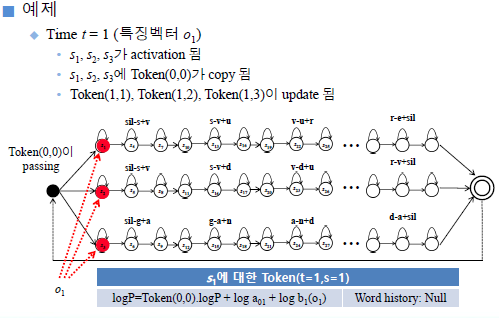 예제
Time t = 1 (특징벡터 o1)
s1, s2, s3가 activation 됨
s1, s2, s3에 Token(0,0)가 copy 됨
Token(1,1), Token(1,2), Token(1,3)이 update 됨
sil-s+v s-v+u v-u+r r-e+sil
Token(0,0)이
passing
sil-s+v s-v+d v-d+u r-v+sil
sil-g+a g-a+n a-n+d d-a+sil
o1
s1에 대한 Token(t=1,s=1)
logP=Token(0,0).logP + log a01 + log b1(o1) Word history: Null